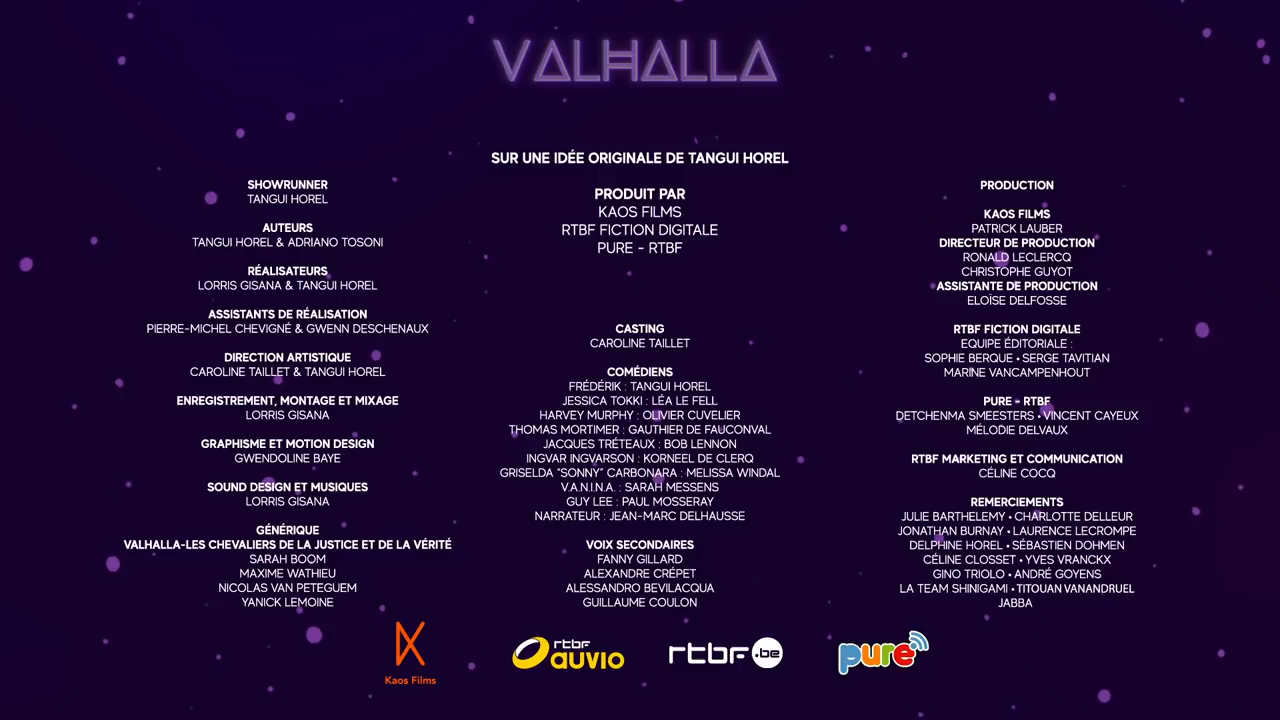 VALHALLA
SUR UNE IDÉE ORIGINALE DE TANGUI HOREL
SHOWRUNNER
TANGUI HOREL
AUTEURS
TANGUI HOREL & ADRIANO TOSONI
RÉALISATEURS
LORRIS GISANA & TANGUI HOREL
ASSISTANTS DE RÉALISATION
PIERRE-MICHEL CHEVIGNÉ & GWENN DESCHENAUX
DIRECTION ARTISTIQUE
CAROLINE TAILLET & TANGUI HOREL
ENREGISTREMENT, MONTAGE ET MIXAGE
LORRIS GISANA
GRAPHISME ET MOTION DESIGN
GWENDOLINE BAYE
SOUND DESIGN ET MUSIQUES
LORRIS GISANA
GÉNÉRIQUE
VALHALLA-LES CHEVALIERS DE LA JUSTICE ET DE LA VÉRITÉ
SARAH BOOM
MAXIME WATHIEU
NICOLAS VAN PETEGUEM
YANICK LEMOINE
PRODUIT PAR
KAOS FILMS
RTBF FICTION DIGITALE
PURE - RTBF
CASTING
CAROLINE TAILLET
COMÉDIENS
FRÉDÉRIK : TANGUI HOREL
JESSICA TOKKI : LÉA LE FELL
HARVEY MURPHY : OLIVIER CUVELIER
THOMAS MORTIMER : GAUTHIER DE FAUCONVAL
JACQUES TRÉTEAUX : BOB LENNON
INGVAR INGVARSON : KORNEEL DE CLERQ
GRISELDA "SONNY" CARBONARA : MELISSA WINDAL
V.A.N.I.N.A. : SARAH MESSENS
GUY LEE : PAUL MOSSERAY
NARRATEUR : JEAN-MARC DELHAUSSE
VOIX SECONDAIRES
FANNY GILLARD
ALEXANDRE CRÉPET
ALESSANDRO BEVILACQUA
GUILLAUME COULON
PRODUCTION
KAOS FILMS
PATRICK LAUBER
DIRECTEUR DE PRODUCTION
RONALD LECLERCQ
CHRISTOPHE GUYOT
ASSISTANTE DE PRODUCTION
ELOÏSE DELFOSSE
RTBF FICTION DIGITALE
EQUIPE ÉDITORIALE :
SOPHIE BERQUE • SERGE TAVITIAN
MARINE VANCAMPENHOUT
PURE - RTBF
DETCHENMA SMEESTERS • VINCENT CAYEUX
MÉLODIE DELVAUX
RTBF MARKETING ET COMMUNICATION
CÉLINE COCQ
REMERCIEMENTS
JULIE BARTHELEMY • CHARLOTTE DELLEUR
JONATHAN BURNAY • LAURENCE LECROMPE
DELPHINE HOREL • SÉBASTIEN DOHMEN
CÉLINE CLOSSET • YVES VRANCKX
GINO TRIOLO • ANDRÉ GOYENS
LA TEAM SHINIGAMI • TITOUAN VANANDRUEL
JABBA
Kaos Films
rtbf
auvio
rtbf.be
pure